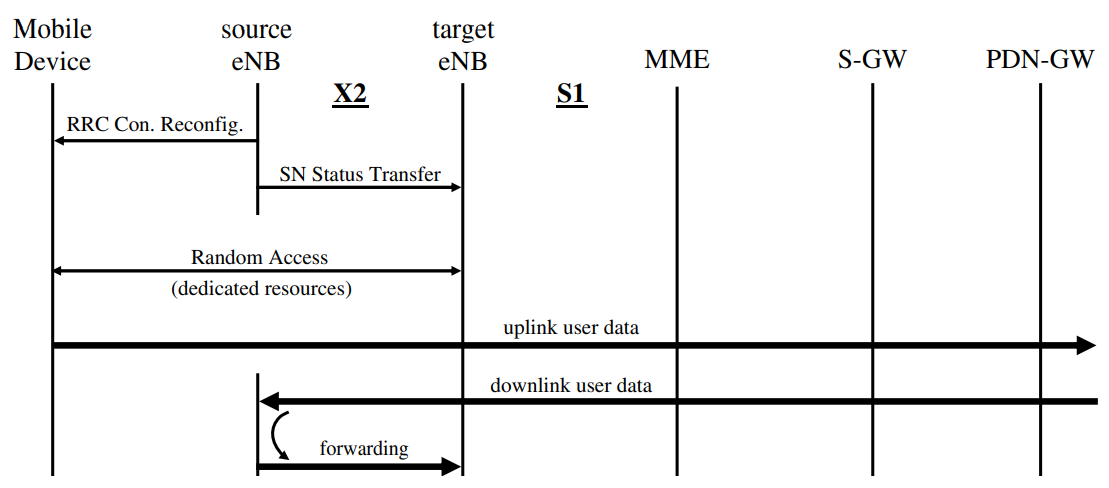 Mobile
Device
source
eNB
target
eNB
MME
S-GW
PDN-GW
X2
S1
RRC Con. Reconfig.
SN Status Transfer
Random Access
(dedicated resources)
uplink user data
downlink user data
forwarding